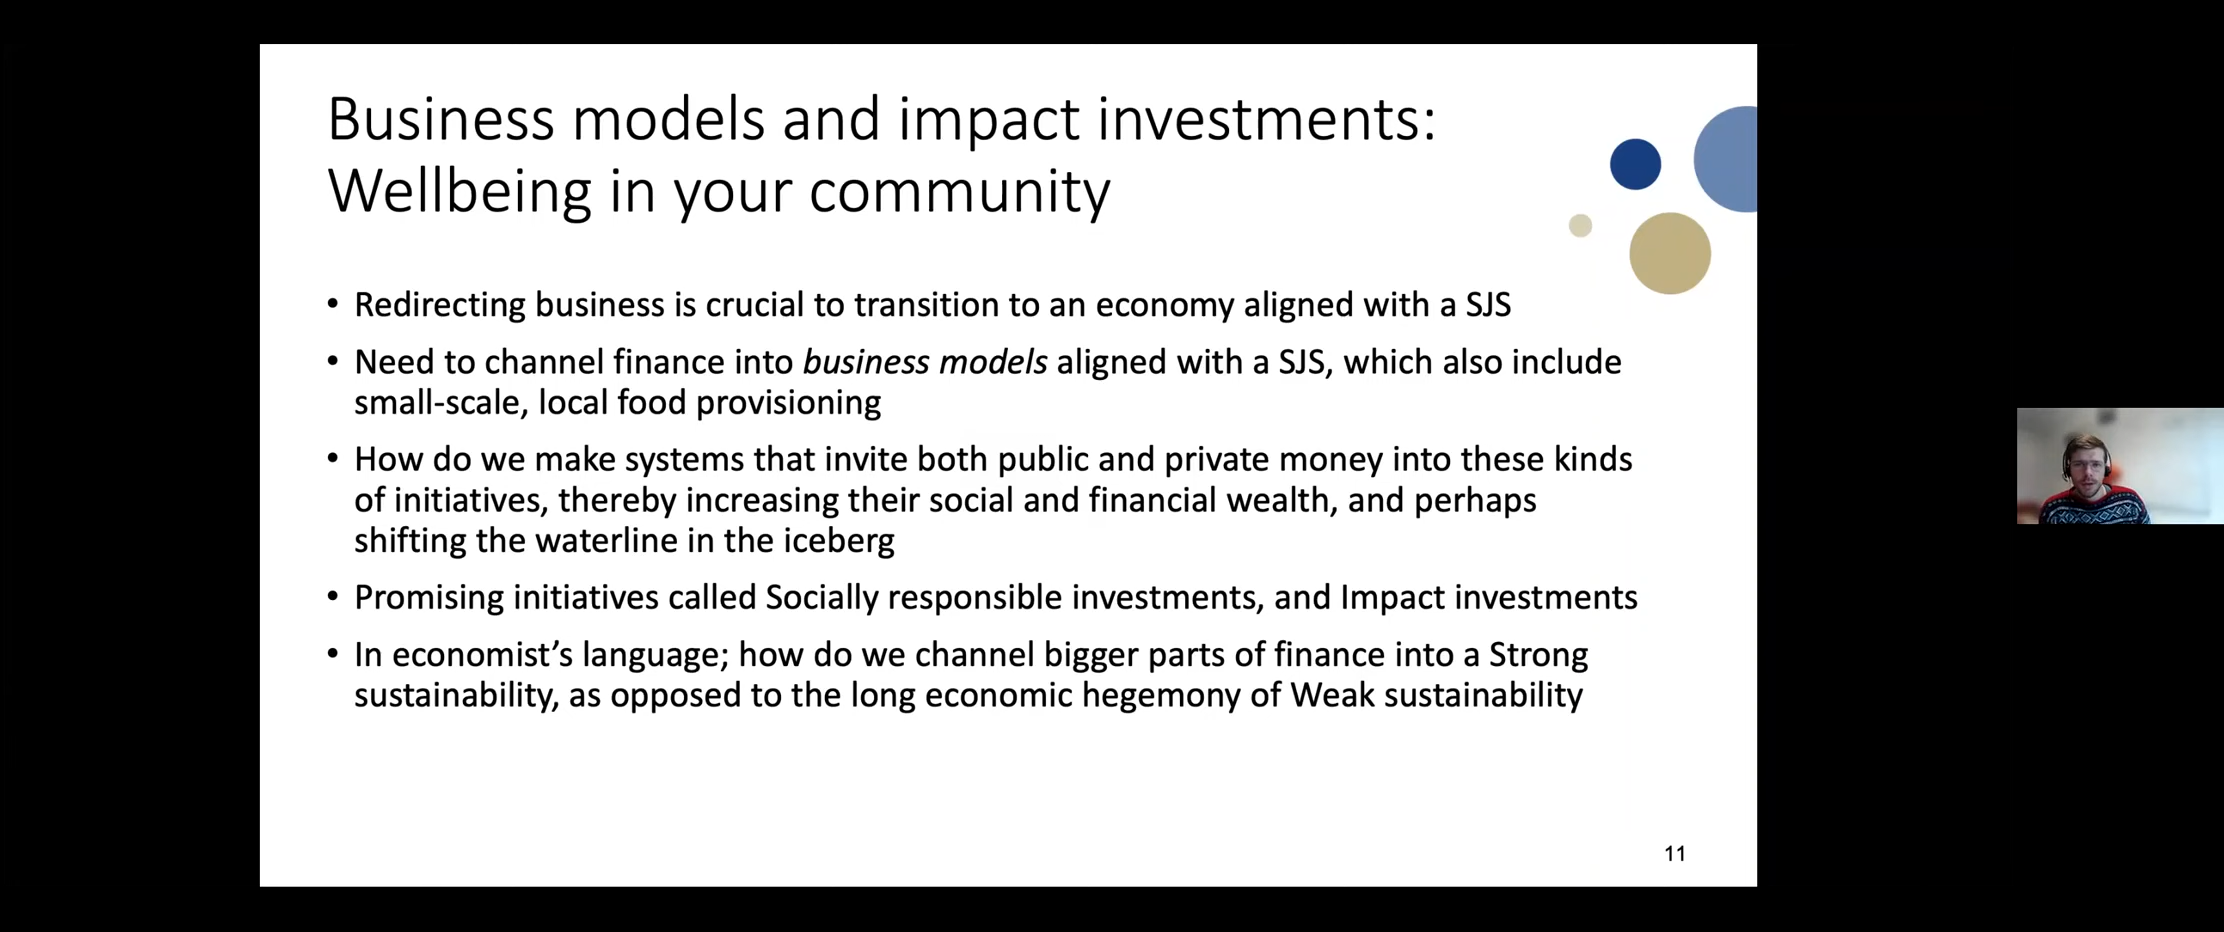 Business models and impact investments:
Wellbeing in your community
• Redirecting business is crucial to transition to an economy aligned with a SJS
• Need to channel finance into business models aligned with a SJS, which also include
small-scale, local food provisioning
• How do we make systems that invite both public and private money into these kinds
of initiatives, thereby increasing their social and financial wealth, and perhaps
shifting the waterline in the iceberg
• Promising initiatives called Socially responsible investments, and Impact investments
• In economist’s language; how do we channel bigger parts of finance into a Strong
sustainability, as opposed to the long economic hegemony of Weak sustainability
11